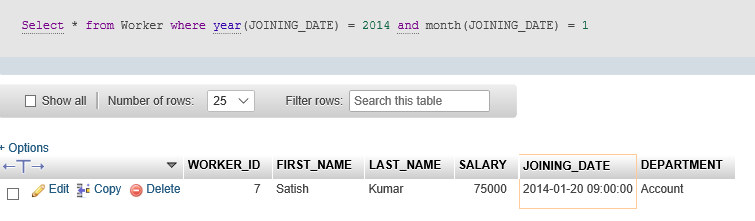 Select * from Worker where year(JOINING_DATE) = 2014 and month(JOINING_DATE) = 1
Show all Number of rows: 25 Filter rows: Search this table
+ Options
←T→ WORKER_ID FIRST_NAME LAST_NAME SALARY JOINING_DATE DEPARTMENT
Edit Copy Delete 7 Satish Kumar 75000 2014-01-20 09:00:00 Account